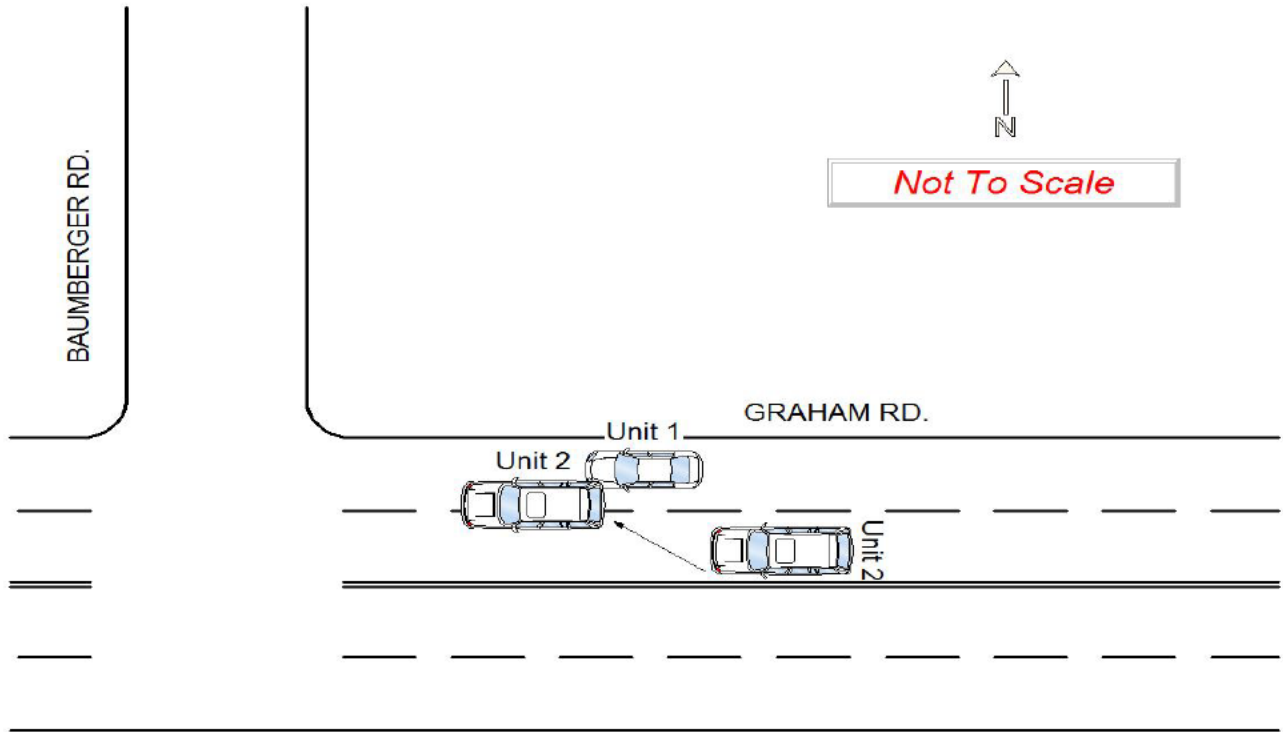 N
Not To Scale
BAUMBERGER RD.
GRAHAM RD.
Unit 1
Unit 2
Unit 2